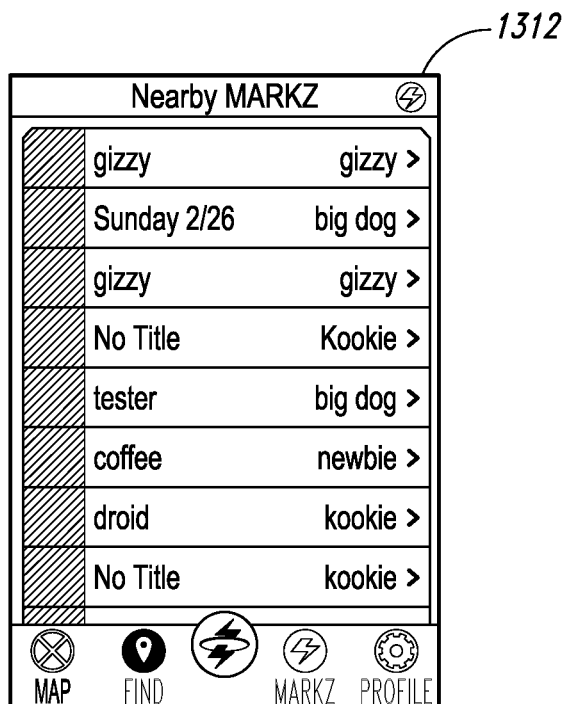 1312
Nearby MARKZ
gizzy gizzy >
Sunday 2/26 big dog >
gizzy gizzy >
No Title Kookie >
tester big dog >
coffee newbie >
droid kookie >
No Title kookie >
MAP FIND MARKZ PROFILE